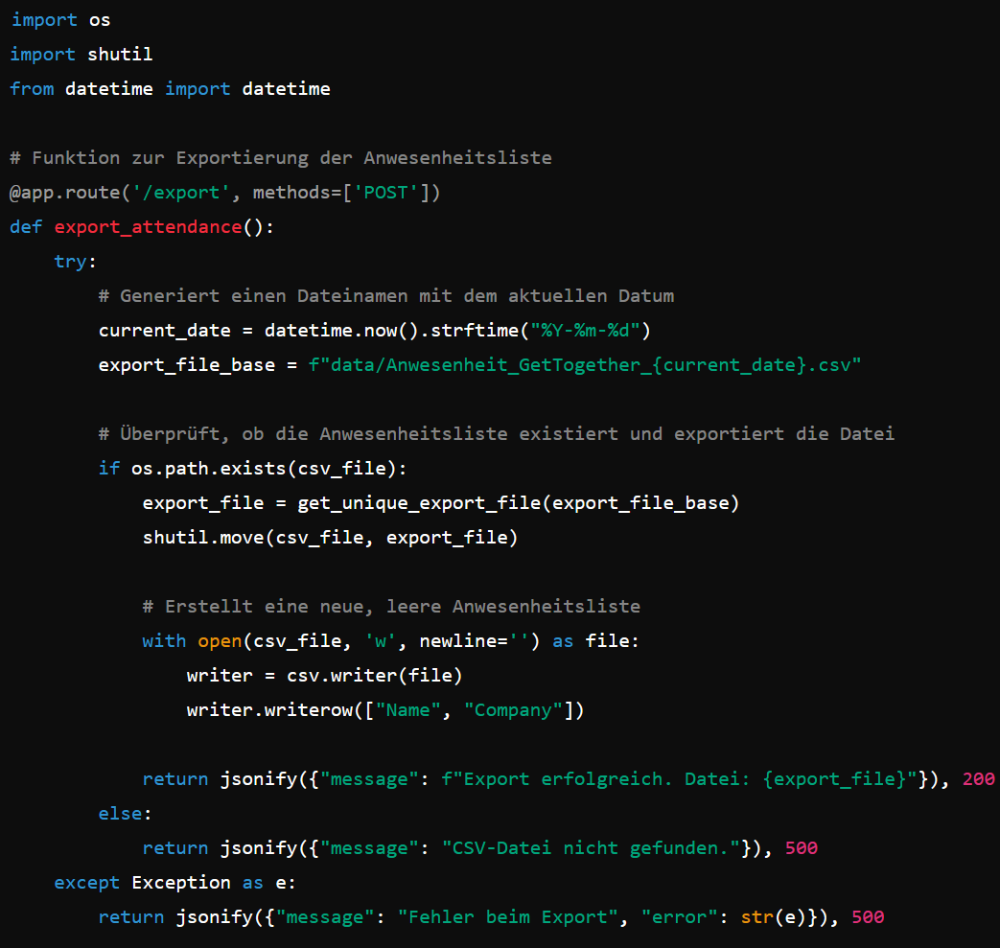 import os
import shutil
from datetime import datetime

# Funktion zur Exportierung der Anwesenheitsliste
@app.route('/export', methods=['POST'])
def export_attendance():
    try:
        # Generiert einen Dateinamen mit dem aktuellen Datum
        current_date = datetime.now().strftime("%Y-%m-%d")
        export_file_base = f"data/Anwesenheit_GetTogether_{current_date}.csv"

        # Überprüft, ob die Anwesenheitsliste existiert und exportiert die Datei
        if os.path.exists(csv_file):
            export_file = get_unique_export_file(export_file_base)
            shutil.move(csv_file, export_file)

            # Erstellt eine neue, leere Anwesenheitsliste
            with open(csv_file, 'w', newline='') as file:
                writer = csv.writer(file)
                writer.writerow(["Name", "Company"])

            return jsonify({"message": f"Export erfolgreich. Datei: {export_file}"}), 200
        else:
            return jsonify({"message": "CSV-Datei nicht gefunden."}), 500
    except Exception as e:
        return jsonify({"message": "Fehler beim Export", "error": str(e)}), 500